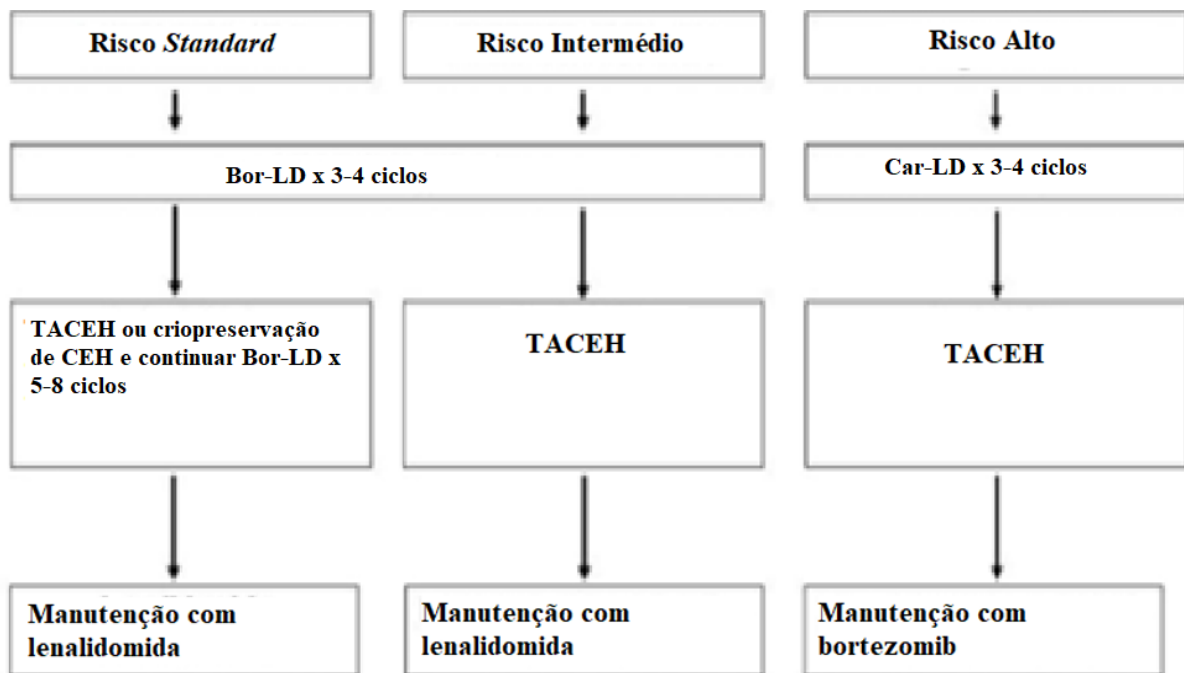 Risco Standard
Risco Intermédio
Risco Alto
Bor-LD x 3-4 ciclos
Car-LD x 3-4 ciclos
TACEH ou criopreservação
de CEH e continuar Bor-LD x
5-8 ciclos
TACEH
TACEH
Manutenção com
lenalidomida
Manutenção com
lenalidomida
Manutenção com
bortezomib